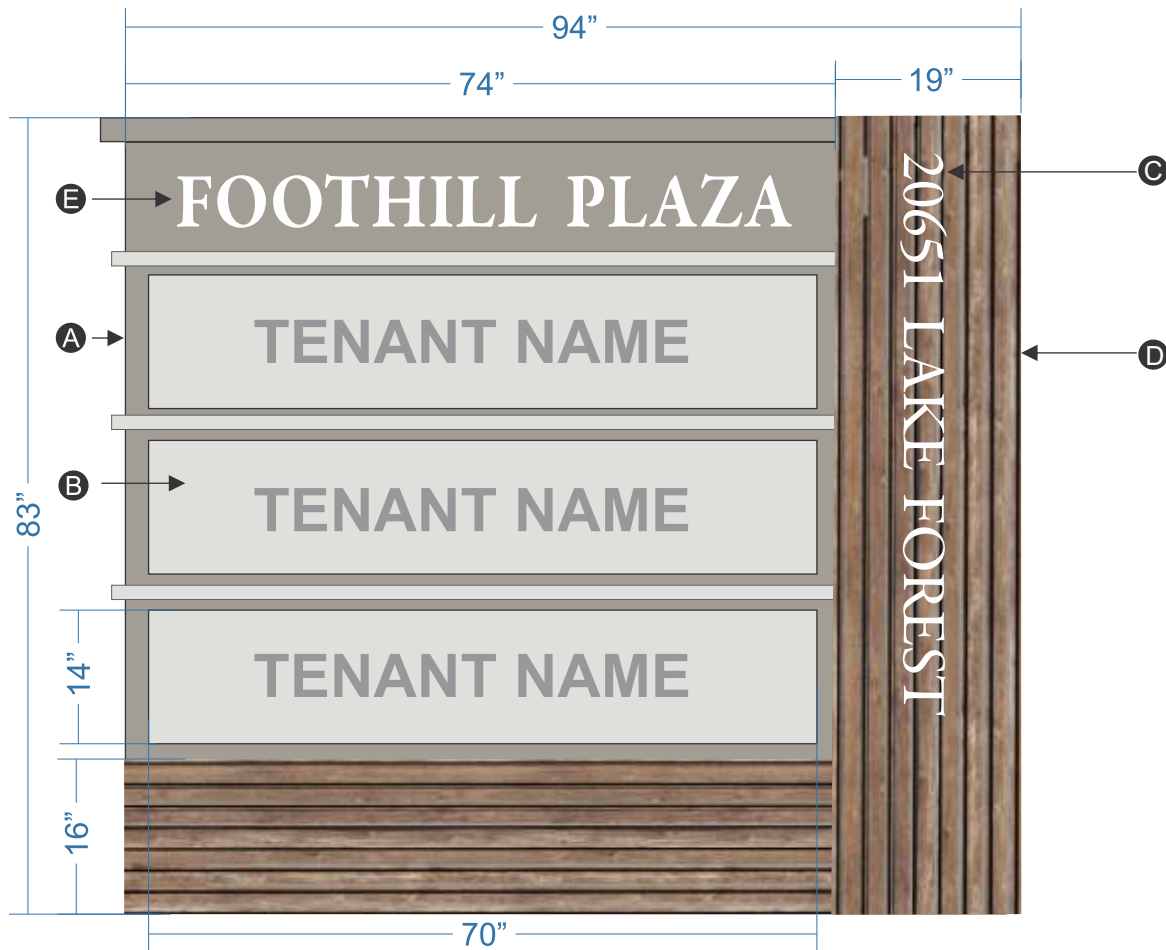 94”
74”
19”
E
FOOTHILL PLAZA
C
20651 LAKE FOREST
A
TENANT NAME
D
B
TENANT NAME
83”
14”
TENANT NAME
16”
70”